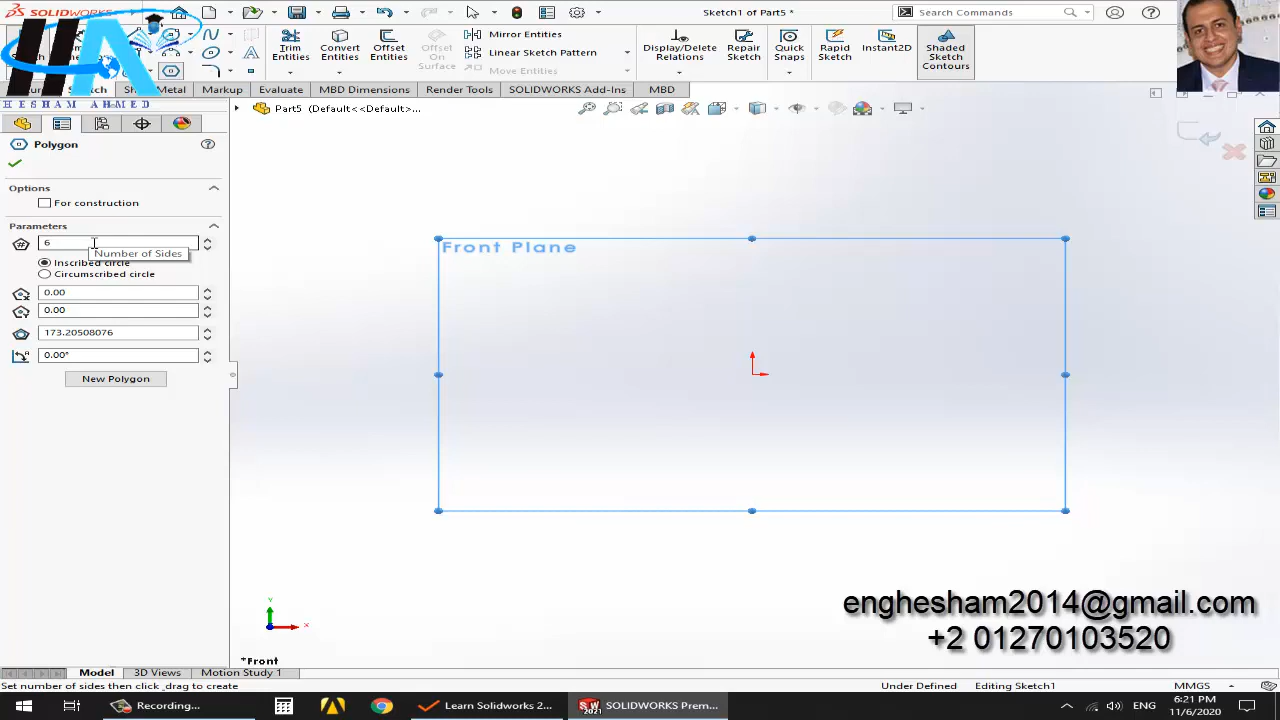 SOLIDWORKS
Sketch1 of Part5 *
Search Commands
Trim Entities
Convert Entities
Offset Entities
Offset On Surface
Mirror Entities
Linear Sketch Pattern
Move Entities
Display/Delete Relations
Repair Sketch
Quick Snaps
Rapid Sketch
Instant2D
Shaded Sketch Contours
Markup
Evaluate
MBD Dimensions
Render Tools
SOLIDWORKS Add-Ins
MBD
HESHAM AHMED
Part5 (Default<<Default>...
Polygon
Options
For construction
Parameters
6
Number of Sides
Inscribed circle
Circumscribed circle
0.00
0.00
173.20508076
0.00°
New Polygon
Front Plane
Y
X
enghesham2014@gmail.com
+2 01270103520
*Front
Model
3D Views
Motion Study 1
Set number of sides then click _drag to create
Under Defined
Editing Sketch1
MMGS
Recording...
Learn Solidworks 2...
SOLIDWORKS Prem...
ENG
6:21 PM
11/6/2020